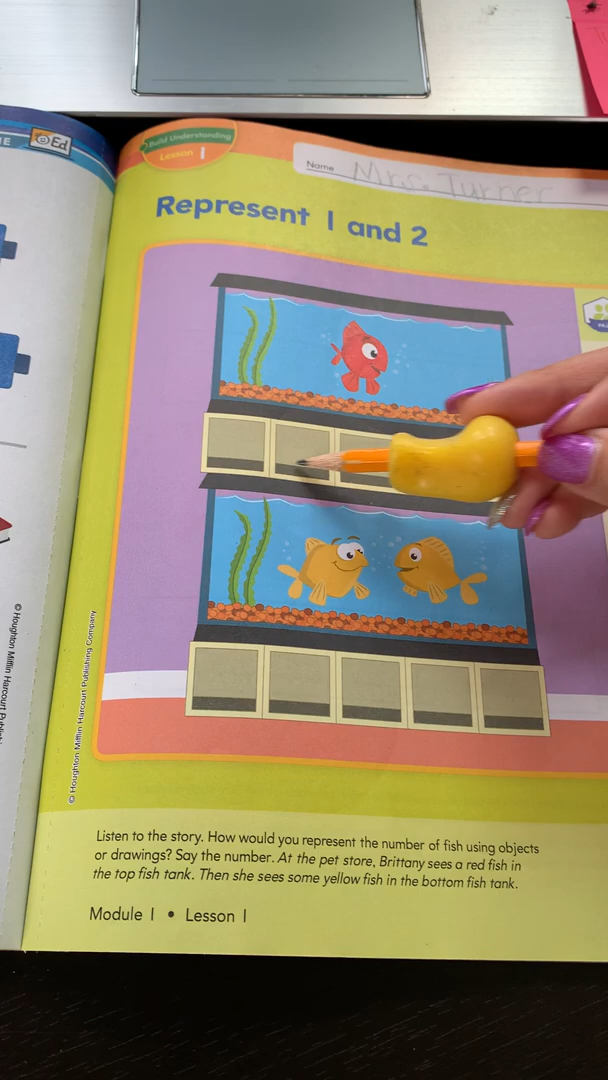 E
Ed
Build Understanding
Lesson 1
Name Mrs. Turner
Represent 1 and 2
© Houghton Mifflin Harcourt Publishing Company
© Houghton Mifflin Harcourt
Listen to the story. How would you represent the number of fish using objects
or drawings? Say the number. At the pet store, Brittany sees a red fish in
the top fish tank. Then she sees some yellow fish in the bottom fish tank.
Module 1 • Lesson 1